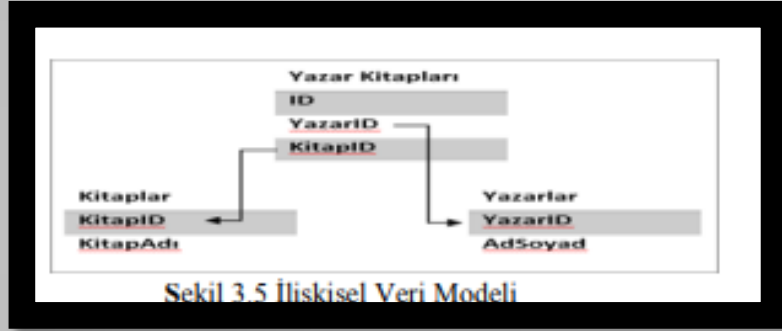 Yazar Kitapları
ID
YazarID
KitapID
Kitaplar
KitapID
KitapAdı
Yazarlar
YazarID
AdSoyad
Şekil 3.5 İlişkisel Veri Modeli